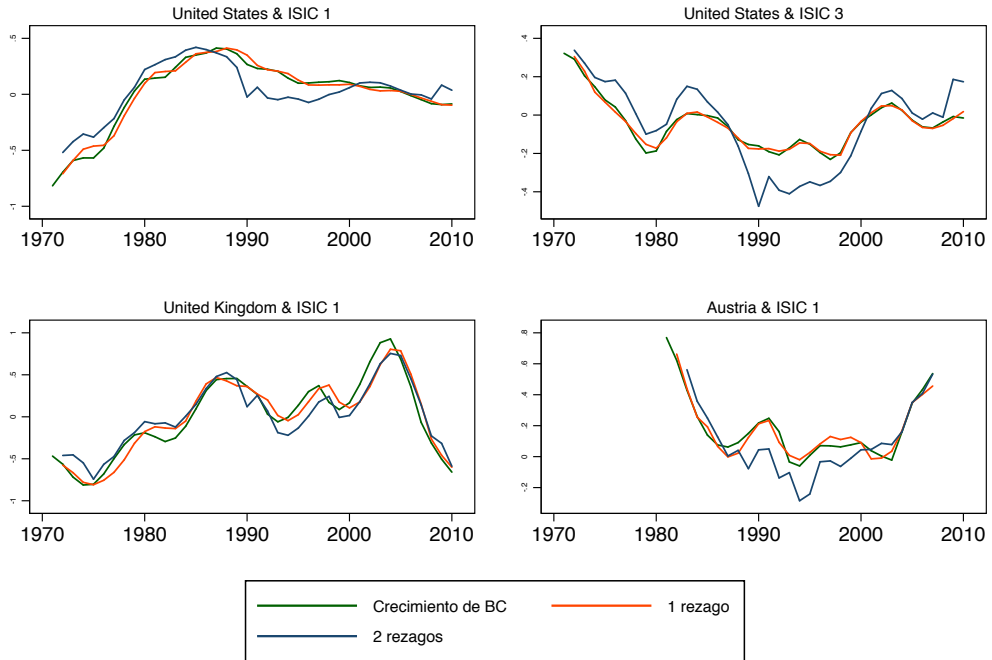 United States & ISIC 1
.5
0
-.5
-1
1970 1980 1990 2000 2010
United States & ISIC 3
.4
.2
0
-.2
-.4
1970 1980 1990 2000 2010
United Kingdom & ISIC 1
1
.5
0
-.5
-1
1970 1980 1990 2000 2010
Austria & ISIC 1
.8
.6
.4
.2
0
-.2
1970 1980 1990 2000 2010
Crecimiento de BC 1 rezago
2 rezagos